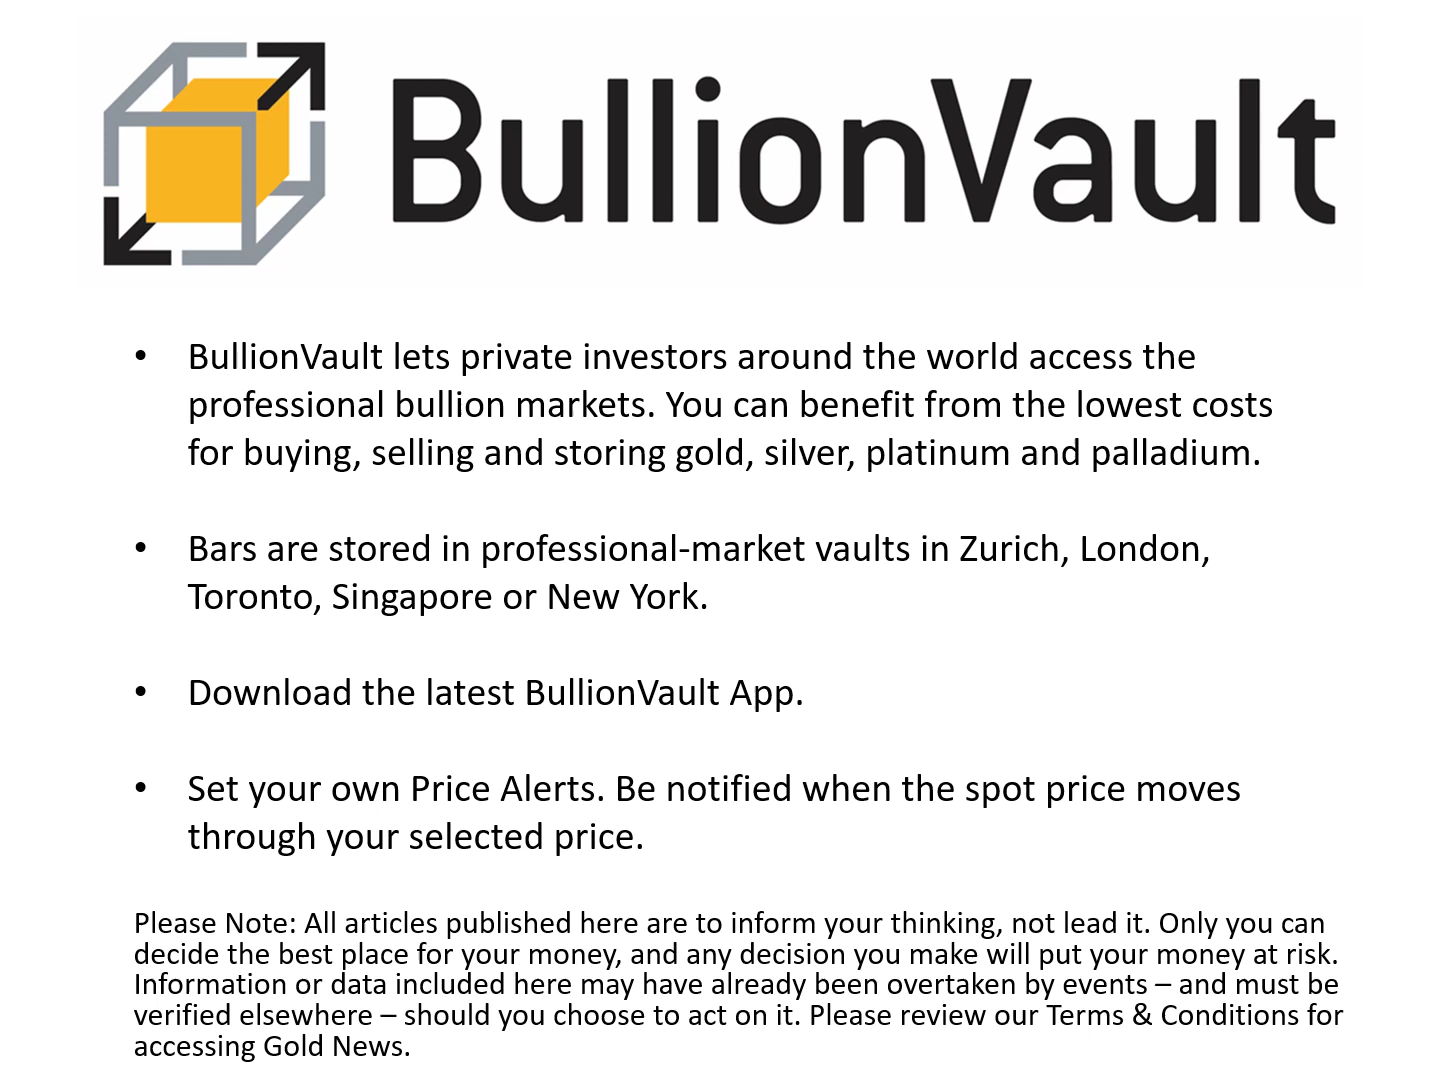 BullionVault
• BullionVault lets private investors around the world access the
professional bullion markets. You can benefit from the lowest costs
for buying, selling and storing gold, silver, platinum and palladium.
• Bars are stored in professional-market vaults in Zurich, London,
Toronto, Singapore or New York.
• Download the latest BullionVault App.
• Set your own Price Alerts. Be notified when the spot price moves
through your selected price.
Please Note: All articles published here are to inform your thinking, not lead it. Only you can
decide the best place for your money, and any decision you make will put your money at risk.
Information or data included here may have already been overtaken by events – and must be
verified elsewhere – should you choose to act on it. Please review our Terms & Conditions for
accessing Gold News.